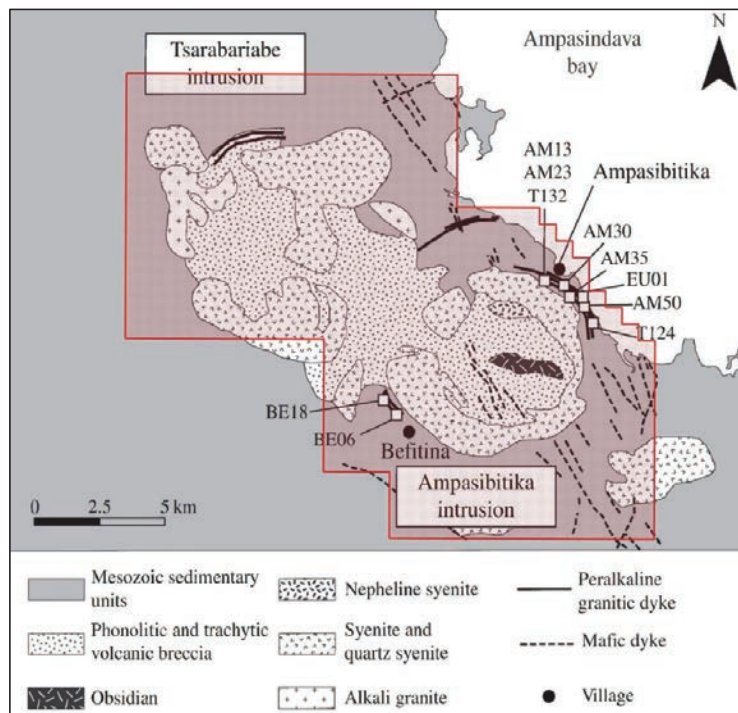 Tsarabariabe
intrusion
Ampasindava
bay
N
AM13
AM23
T132
Ampasibitika
AM30
AM35
EU01
AM50
T124
BE18
BE06
Befitina
Ampasibitika
intrusion
0 2.5 5 km
Mesozoic sedimentary
units
Nepheline syenite
Peralkaline
granitic dyke
Phonolitic and trachytic
volcanic breccia
Syenite and
quartz syenite
Mafic dyke
Obsidian
Alkali granite
Village